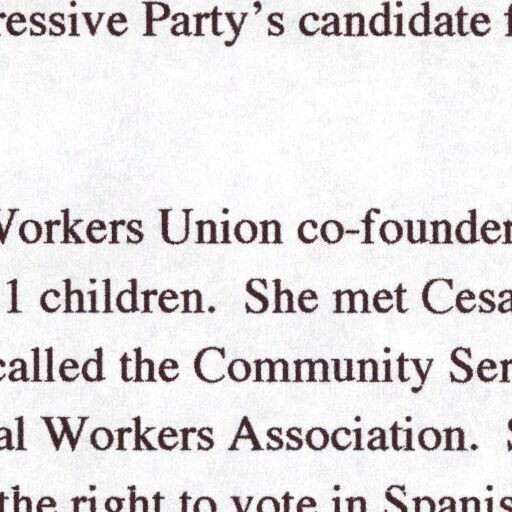 ressive Party’s candidate f
Workers Union co-founder
1 children.  She met Cesa
called the Community Ser
al Workers Association.  S
the right to vote in Spanis